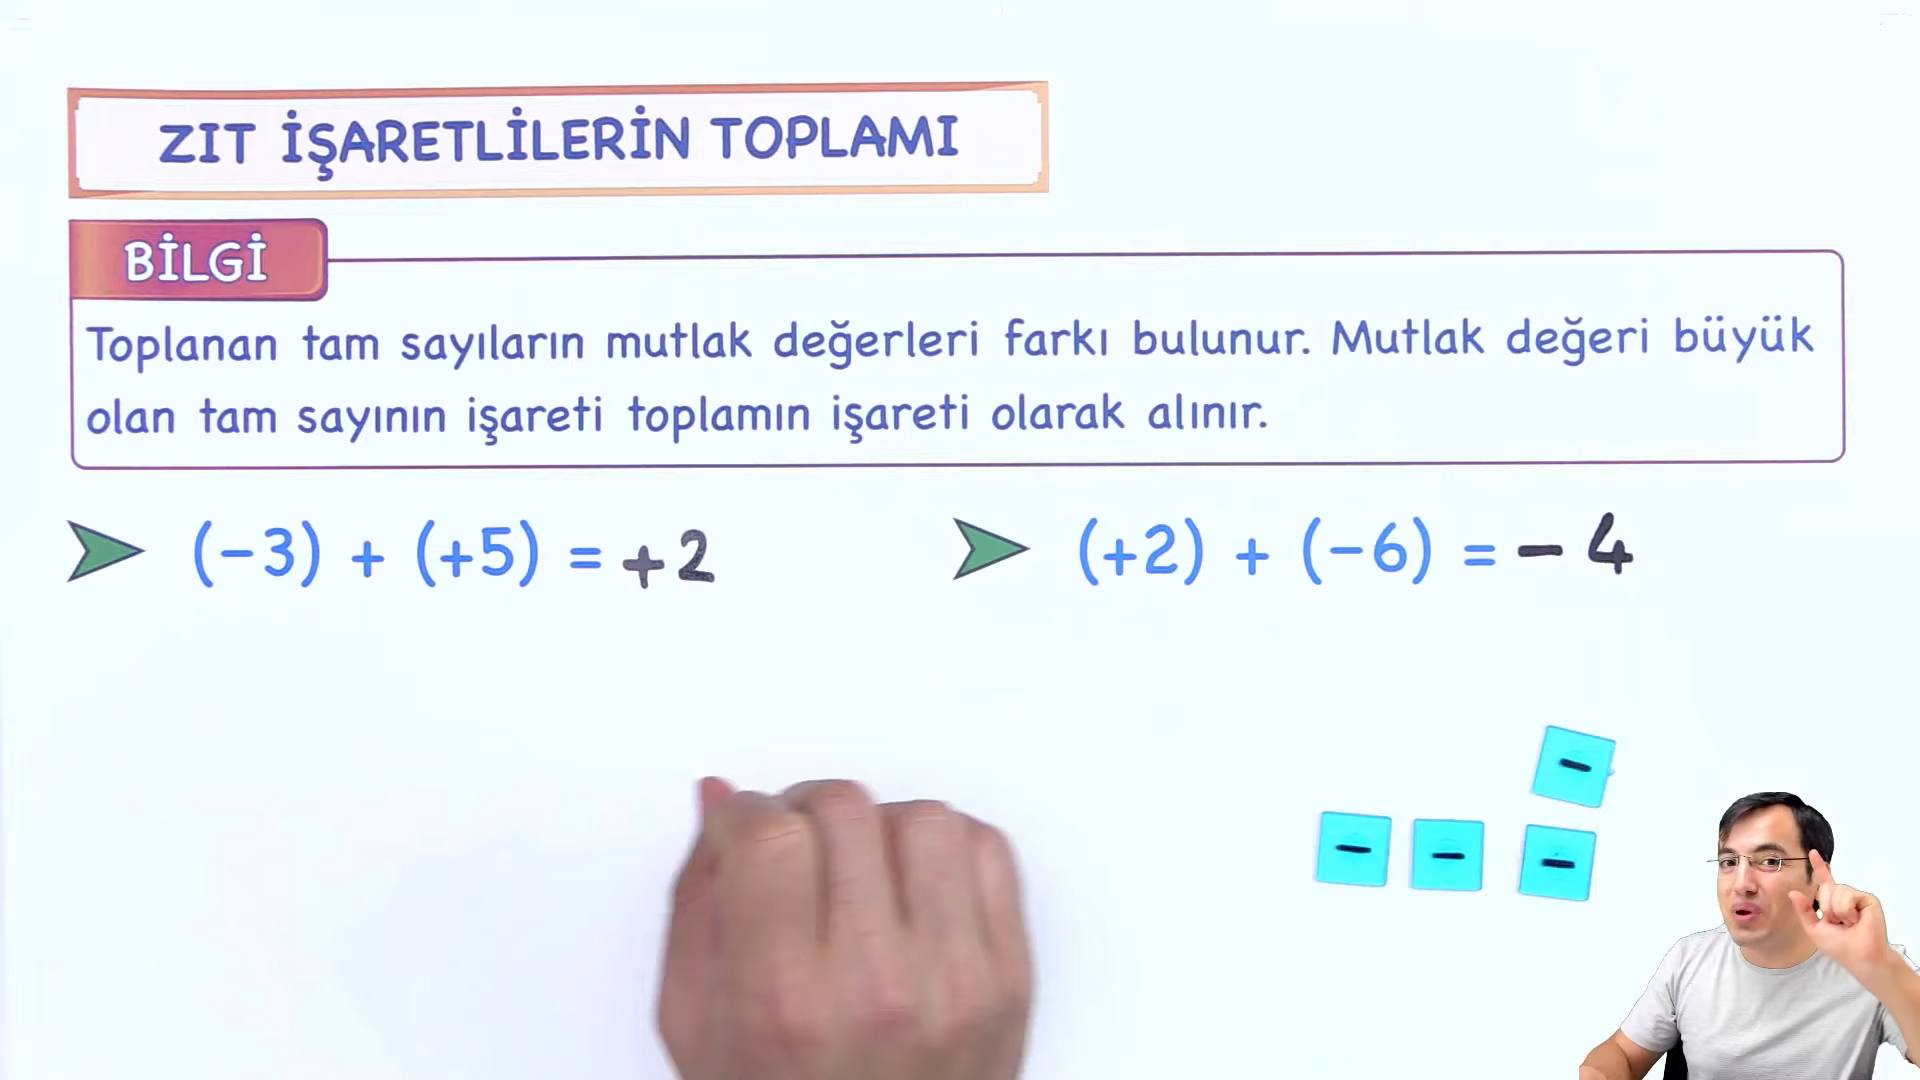 ZIT İŞARETLİLERİN TOPLAMI
BİLGİ
Toplanan tam sayıların mutlak değerleri farkı bulunur. Mutlak değeri büyük
olan tam sayının işareti toplamın işareti olarak alınır.
(-3) + (+5) = +2
(+2) + (-6) = - 4
-
- - -